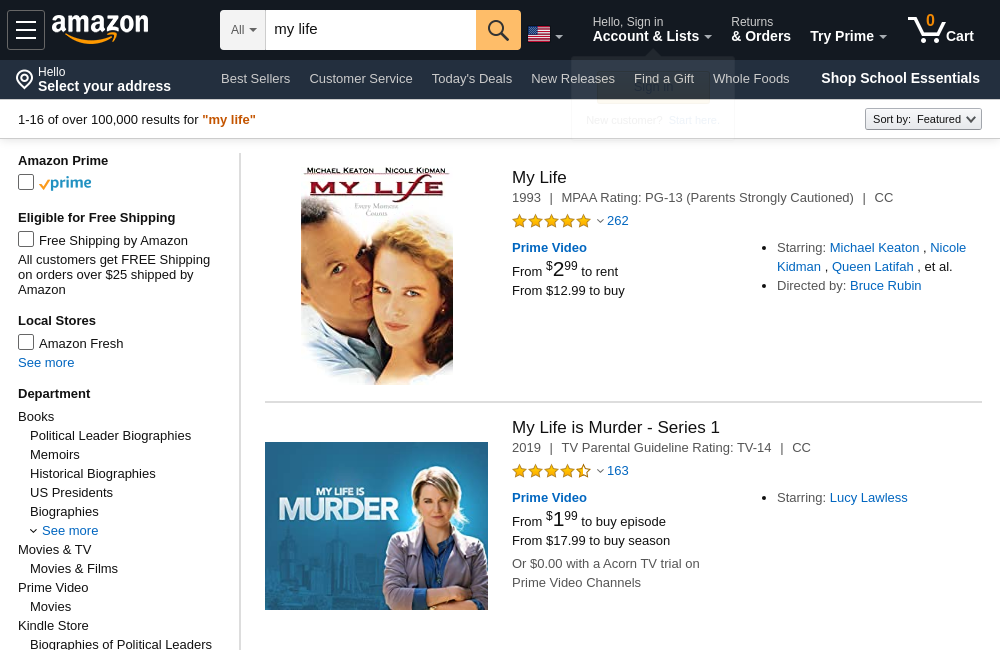 amazon
All
my life
Hello, Sign in
Account & Lists
Returns
& Orders
Try Prime
0
Cart
Hello
Select your address
Best Sellers
Customer Service
Today's Deals
New Releases
Find a Gift
Whole Foods
Shop School Essentials
Sign in
New customer? Start here.
1-16 of over 100,000 results for "my life"
Sort by: Featured
Amazon Prime
prime
Eligible for Free Shipping
Free Shipping by Amazon
All customers get FREE Shipping
on orders over $25 shipped by
Amazon
Local Stores
Amazon Fresh
See more
Department
Books
Political Leader Biographies
Memoirs
Historical Biographies
US Presidents
Biographies
See more
Movies & TV
Movies & Films
Prime Video
Movies
Kindle Store
Biographies of Political Leaders
MICHAEL KEATON NICOLE KIDMAN
MY LIFE
Every Moment
Counts
My Life
1993 | MPAA Rating: PG-13 (Parents Strongly Cautioned) | CC
262
Prime Video
From $2.99 to rent
From $12.99 to buy
Starring: Michael Keaton , Nicole
Kidman , Queen Latifah , et al.
Directed by: Bruce Rubin
MY LIFE IS
MURDER
My Life is Murder - Series 1
2019 | TV Parental Guideline Rating: TV-14 | CC
163
Prime Video
From $1.99 to buy episode
From $17.99 to buy season
Or $0.00 with a Acorn TV trial on
Prime Video Channels
Starring: Lucy Lawless